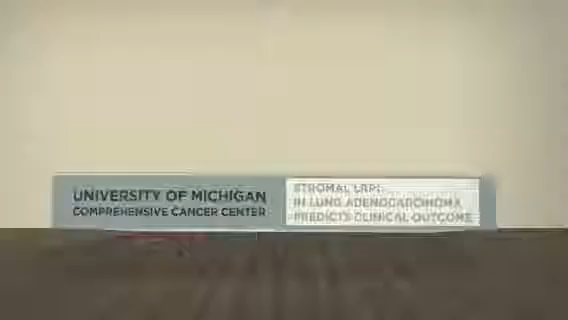 UNIVERSITY OF MICHIGAN
COMPREHENSIVE CANCER CENTER
STROMAL LRP1
IN LUNG ADENOCARCINOMA
PREDICTS CLINICAL OUTCOME